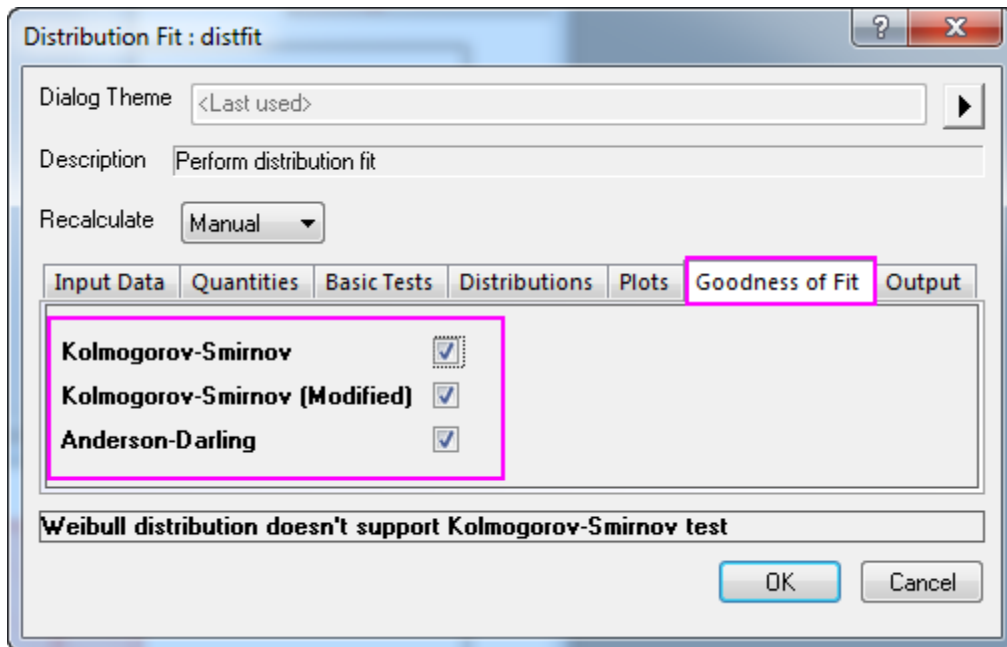 Distribution Fit : distfit
Dialog Theme <Last used>
Description Perform distribution fit
Recalculate Manual
Input Data Quantities Basic Tests Distributions Plots Goodness of Fit Output
Kolmogorov-Smirnov
Kolmogorov-Smirnov (Modified)
Anderson-Darling
Weibull distribution doesn't support Kolmogorov-Smirnov test
OK Cancel